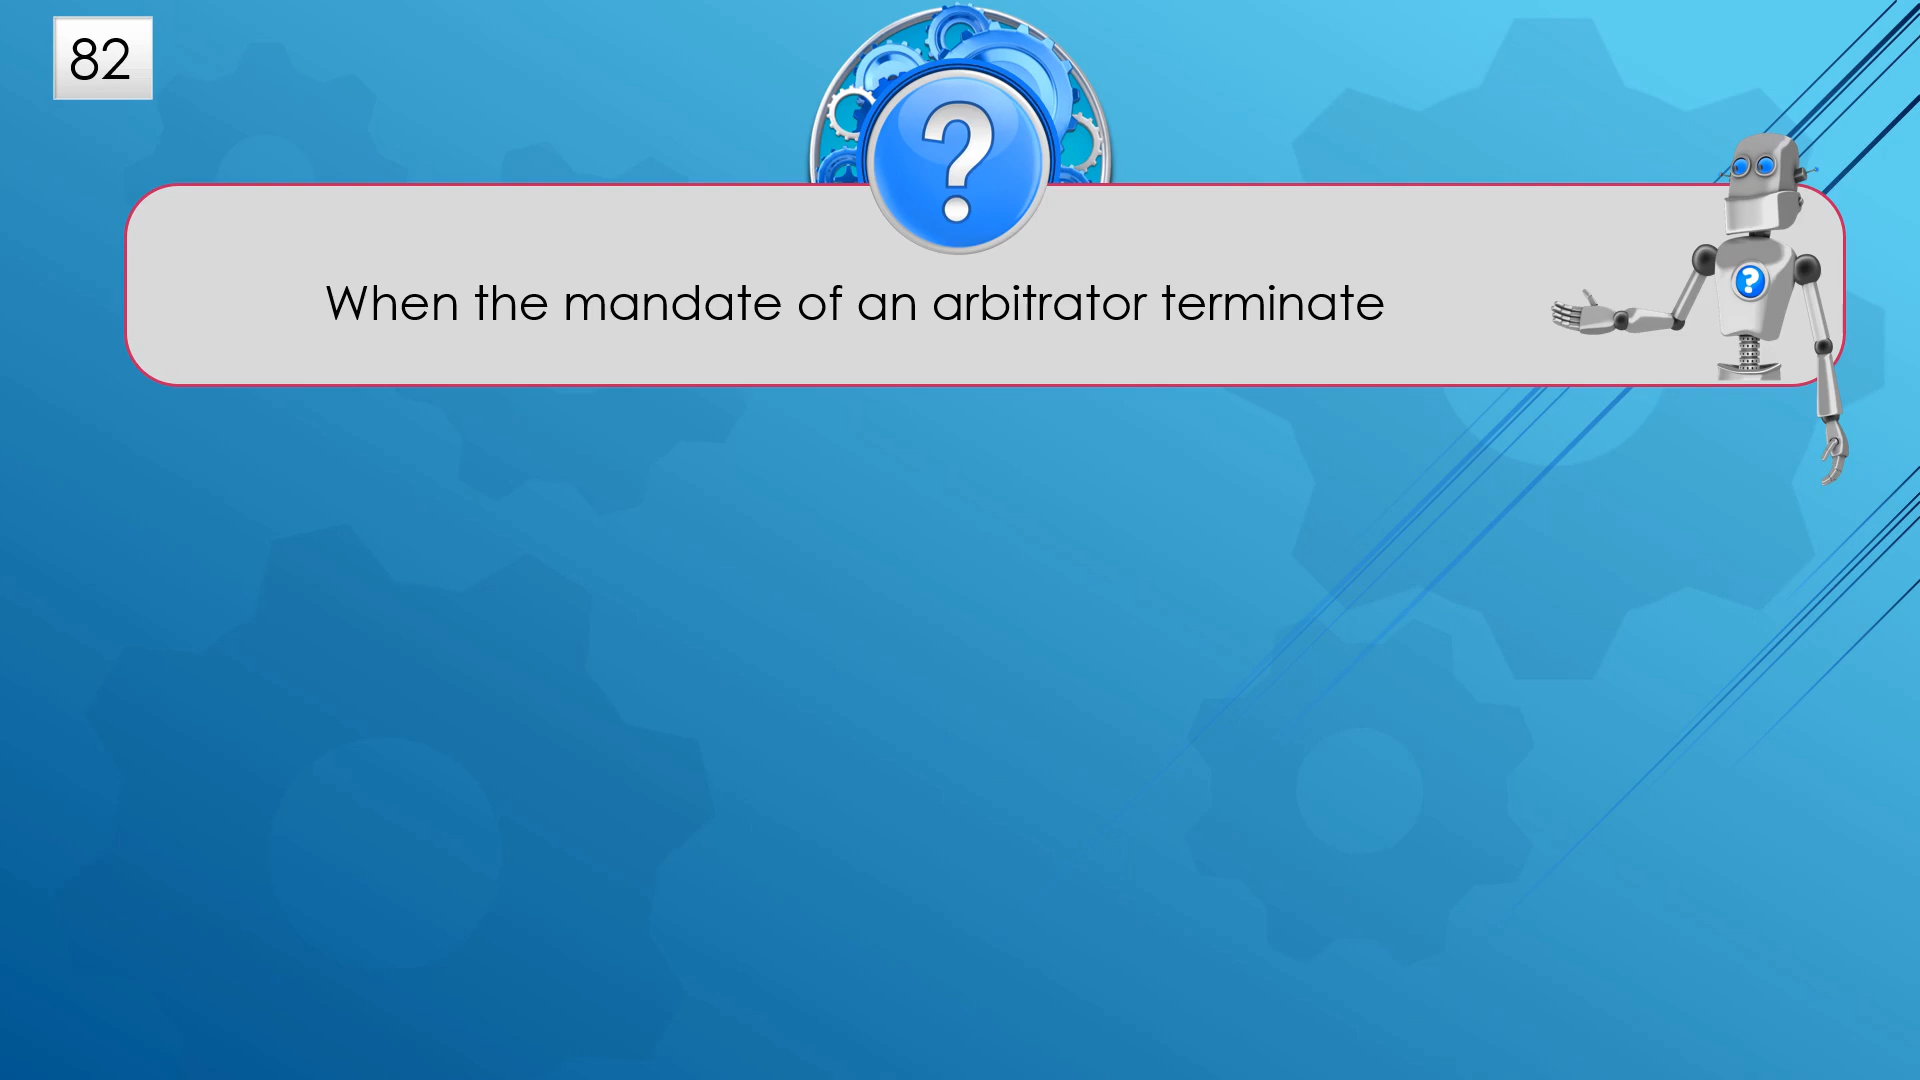 82
?
When the mandate of an arbitrator terminate
?